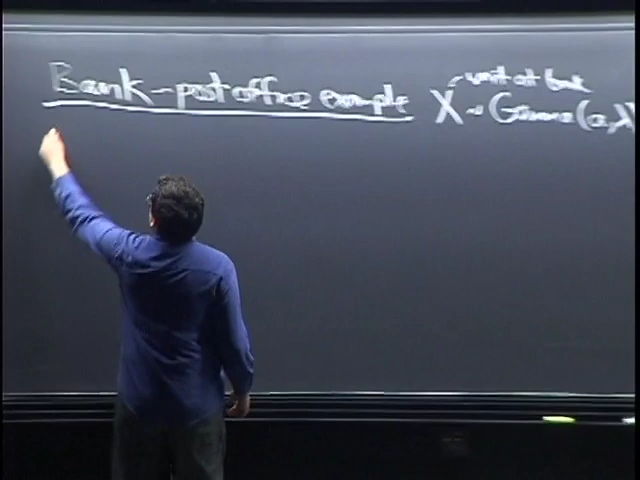 Bank - post office example
wait at bank
X ~ Gamma(a, λ)